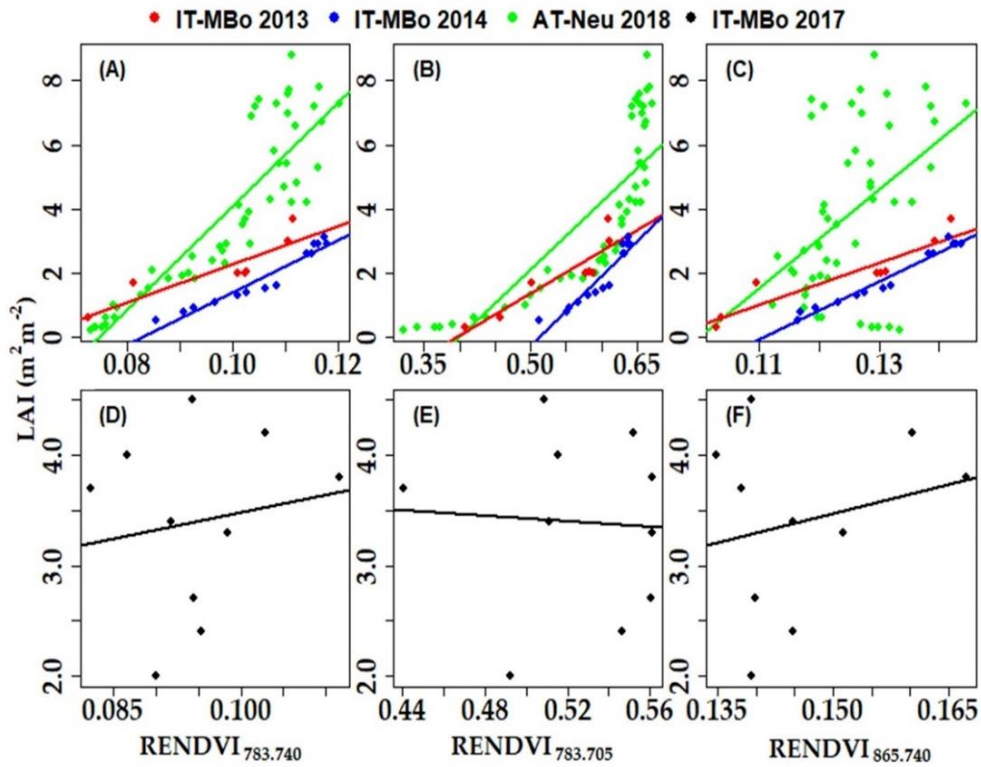 IT-MBo 2013 IT-MBo 2014 AT-Neu 2018 IT-MBo 2017
LAI (m² m⁻²)
(A) (B) (C)
8 8 8
6 6 6
4 4 4
2 2 2
0 0 0
0.08 0.10 0.12 0.35 0.50 0.65 0.11 0.13
(D) (E) (F)
4.0 4.0 4.0
3.0 3.0 3.0
2.0 2.0 2.0
0.085 0.100 0.44 0.48 0.52 0.56 0.135 0.150 0.165
RENDVI783.740 RENDVI783.705 RENDVI865.740